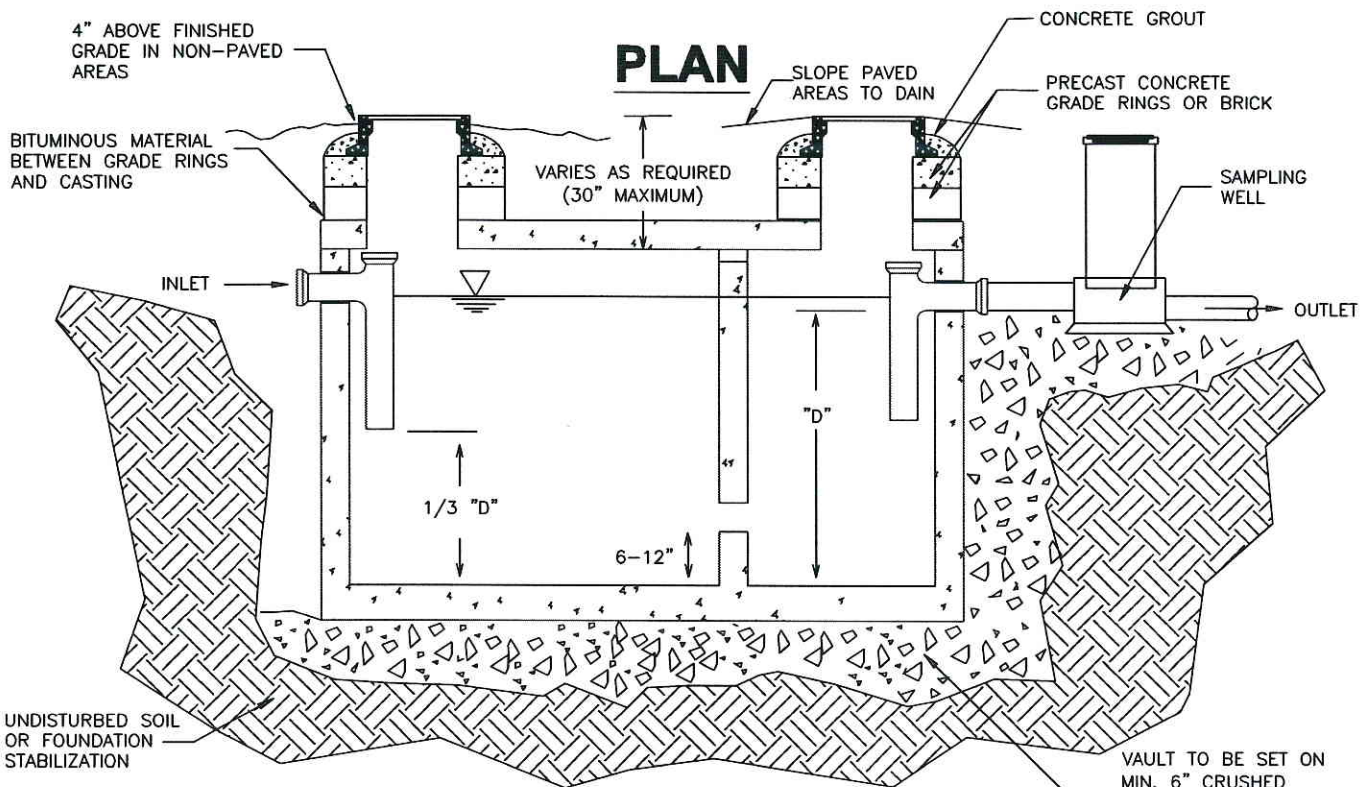 4" ABOVE FINISHED
GRADE IN NON-PAVED
AREAS
PLAN
CONCRETE GROUT
SLOPE PAVED
AREAS TO DAIN
PRECAST CONCRETE
GRADE RINGS OR BRICK
BITUMINOUS MATERIAL
BETWEEN GRADE RINGS
AND CASTING
VARIES AS REQUIRED
(30" MAXIMUM)
SAMPLING
WELL
INLET
OUTLET
"D"
1/3 "D"
6-12"
UNDISTURBED SOIL
OR FOUNDATION
STABILIZATION
VAULT TO BE SET ON
MIN. 6" CRUSHED